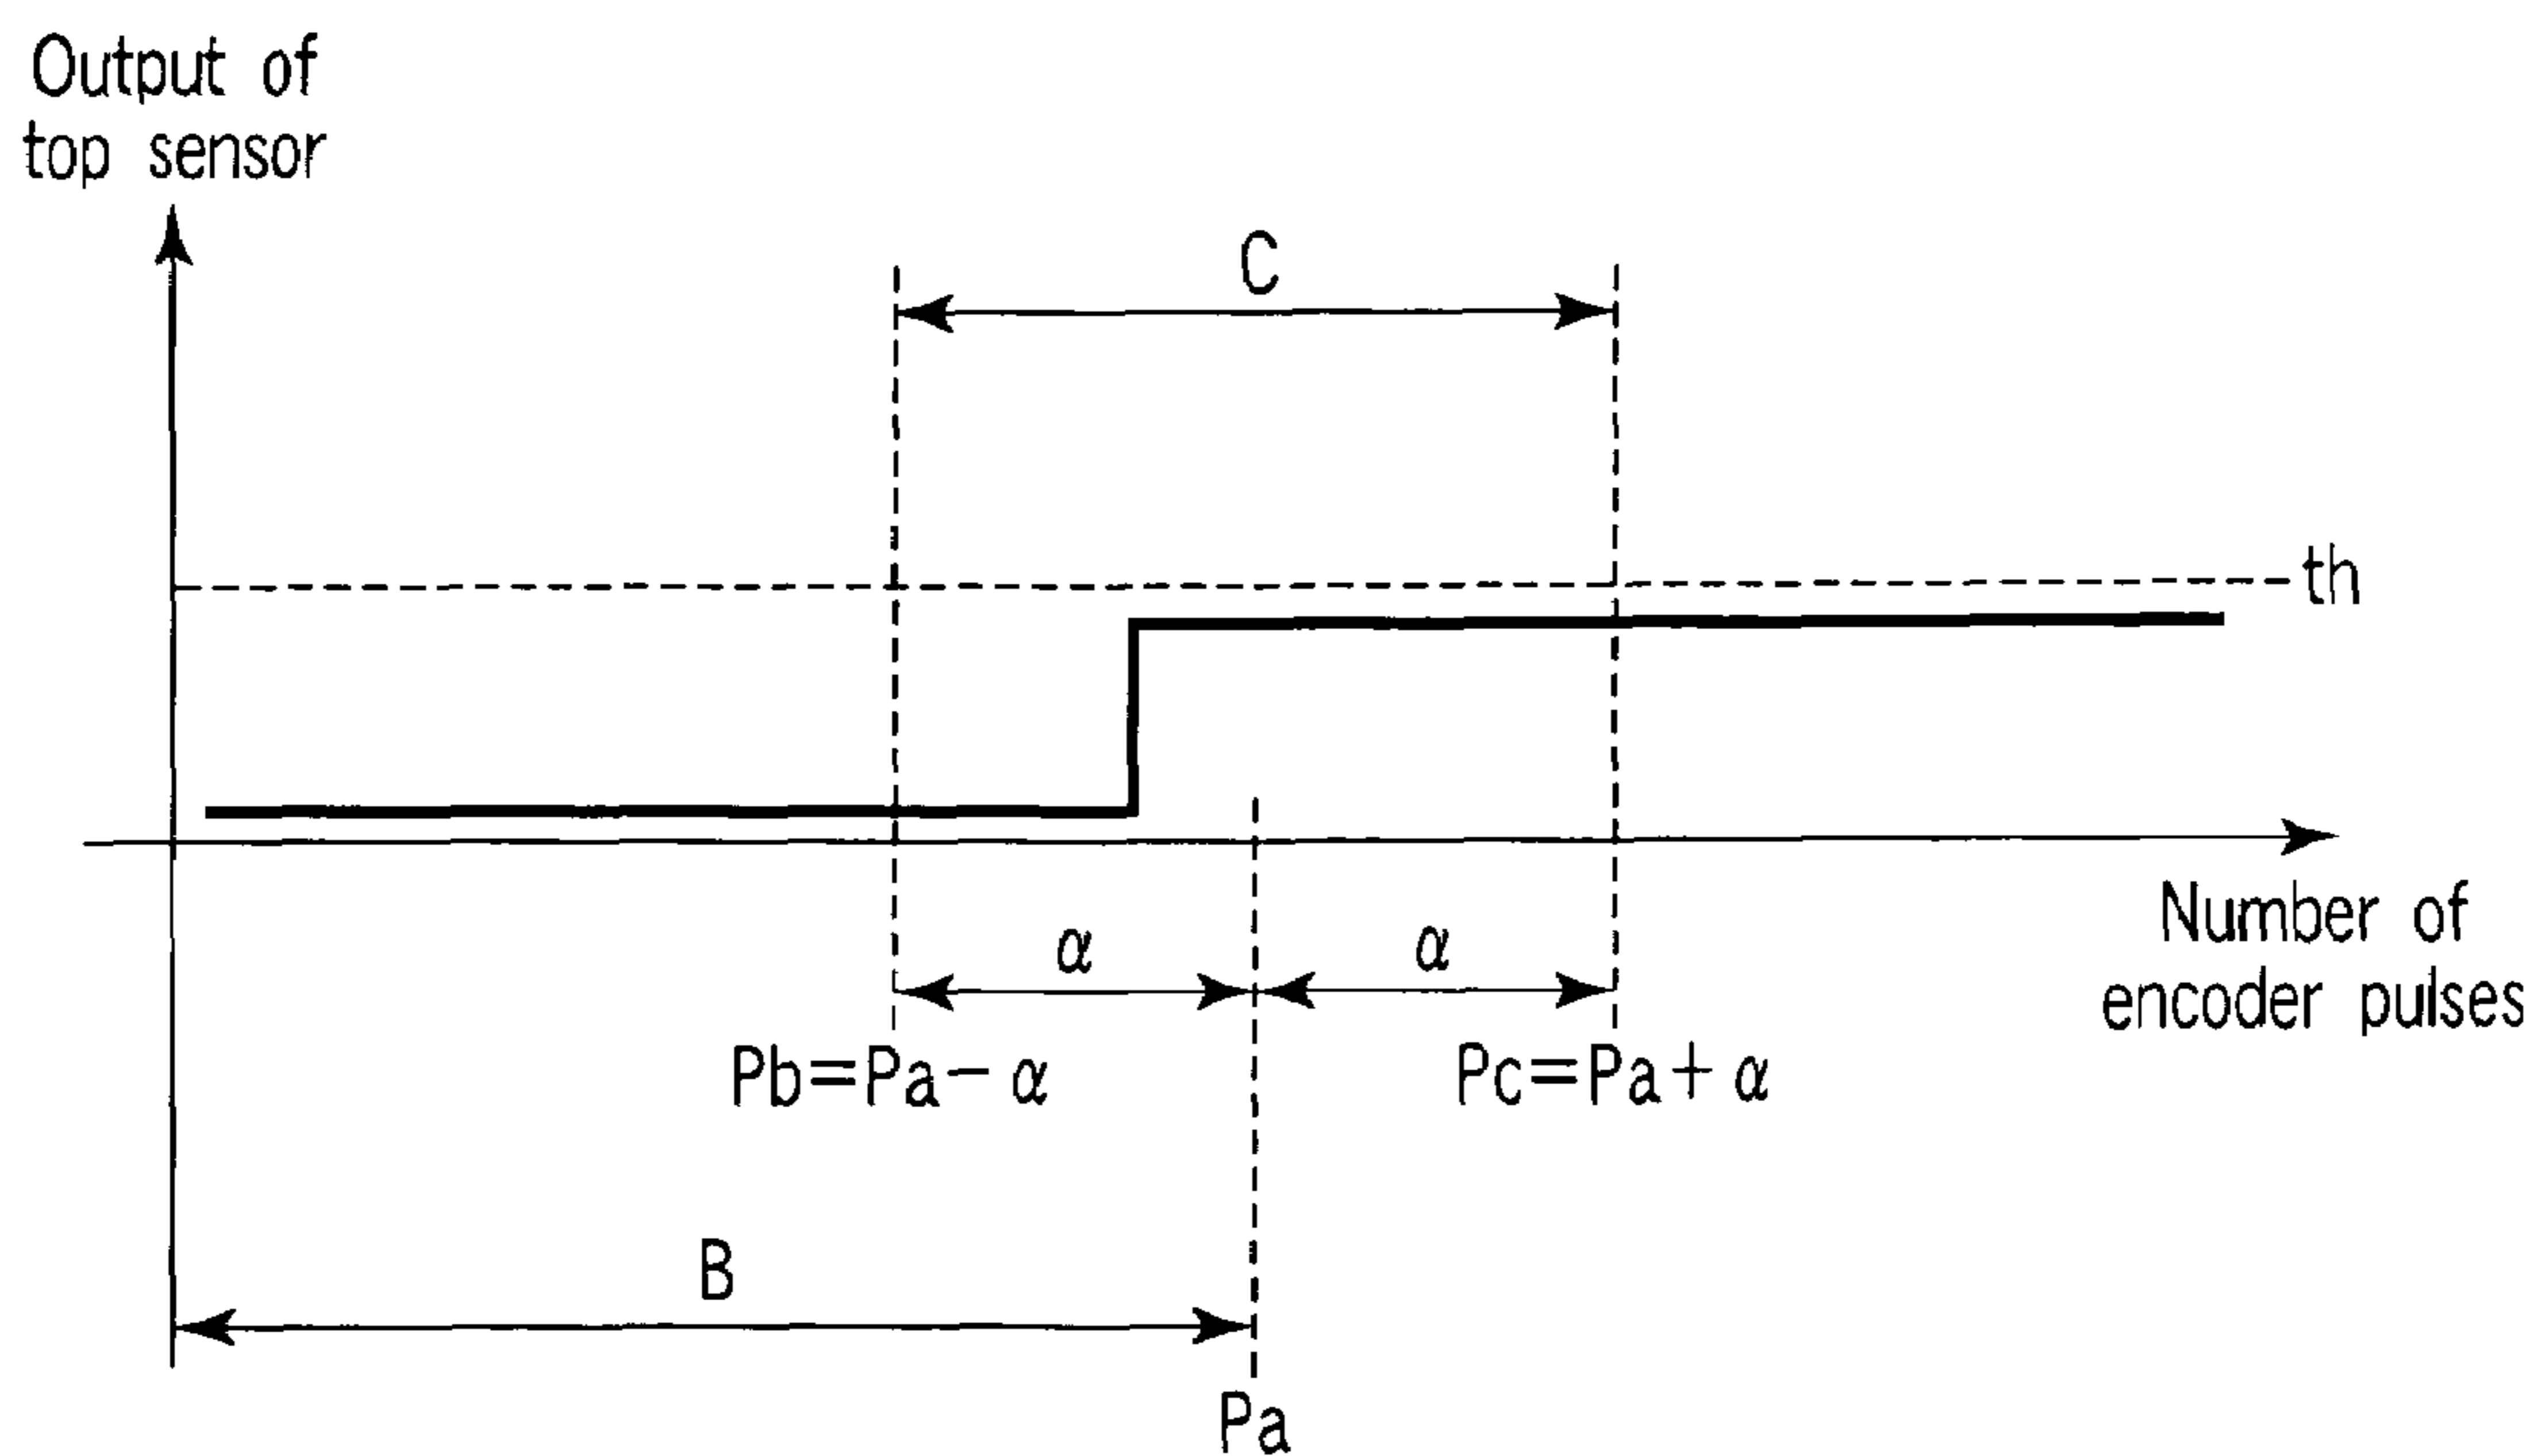 Output of
top sensor
C
th
Number of
encoder pulses
α
α
Pb=Pa-α
Pc=Pa+α
B
Pa